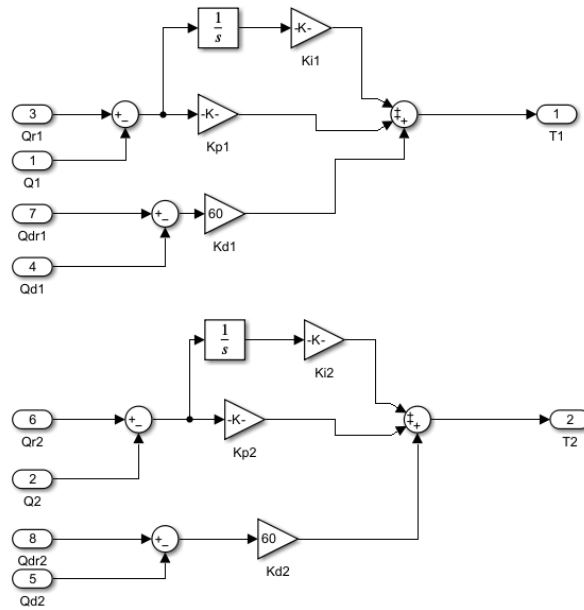 1
s
-K-
Ki1
3
Qr1
+
-
-K-
Kp1
+
+
+
1
T1
1
Q1
7
Qdr1
+
-
60
Kd1
4
Qd1
1
s
-K-
Ki2
6
Qr2
+
-
-K-
Kp2
+
+
+
2
T2
2
Q2
8
Qdr2
+
-
60
Kd2
5
Qd2